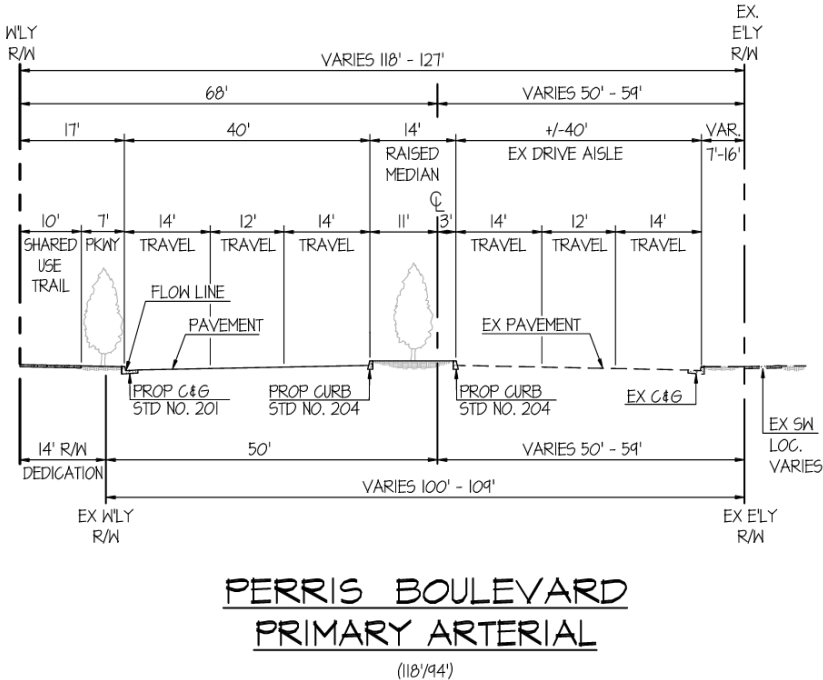 W'LY
R/W
EX.
E'LY
R/W
VARIES 118' - 127'
68'
VARIES 50' - 59'
17'
40'
14'
RAISED
MEDIAN
+/-40'
EX DRIVE AISLE
VAR.
7'-16'
℄
10'
SHARED
USE
TRAIL
7'
PKWY
14'
TRAVEL
12'
TRAVEL
14'
TRAVEL
11'
3'
14'
TRAVEL
12'
TRAVEL
14'
TRAVEL
FLOW LINE
PAVEMENT
EX PAVEMENT
PROP C&G
STD NO. 201
PROP CURB
STD NO. 204
PROP CURB
STD NO. 204
EX C&G
EX SW
LOC.
VARIES
14' R/W
DEDICATION
50'
VARIES 50' - 59'
VARIES 100' - 109'
EX W'LY
R/W
EX E'LY
R/W
PERRIS BOULEVARD
PRIMARY ARTERIAL
(118'/94')